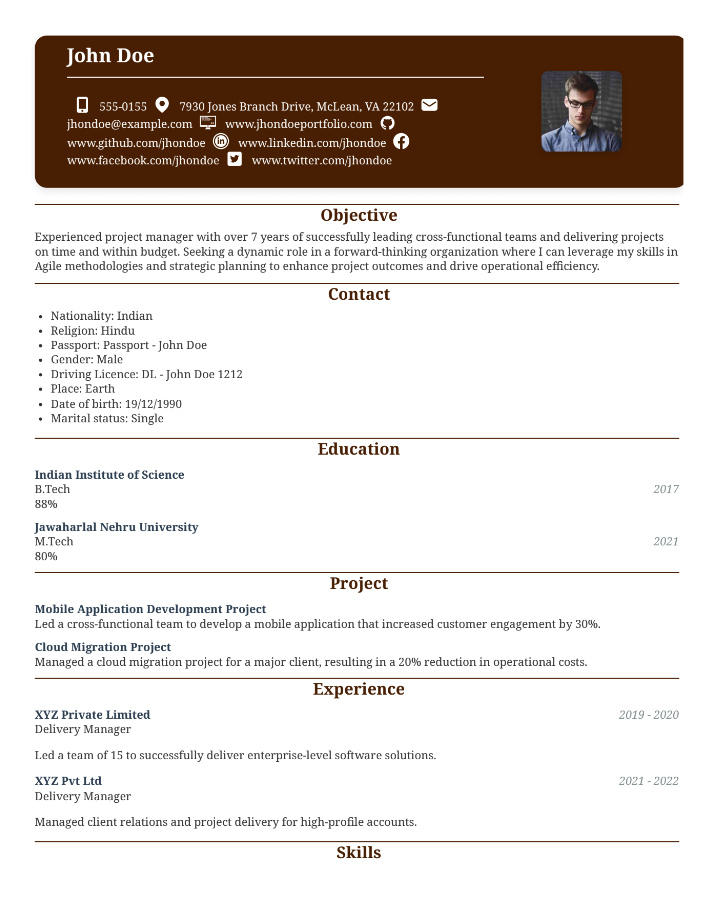 John Doe
555-0155 7930 Jones Branch Drive, McLean, VA 22102
jhondoe@example.com www.jhondoeportfolio.com
www.github.com/jhondoe www.linkedin.com/jhondoe
www.facebook.com/jhondoe www.twitter.com/jhondoe
Objective
Experienced project manager with over 7 years of successfully leading cross-functional teams and delivering projects
on time and within budget. Seeking a dynamic role in a forward-thinking organization where I can leverage my skills in
Agile methodologies and strategic planning to enhance project outcomes and drive operational efficiency.
Contact
• Nationality: Indian
• Religion: Hindu
• Passport: Passport - John Doe
• Gender: Male
• Driving Licence: DL - John Doe 1212
• Place: Earth
• Date of birth: 19/12/1990
• Marital status: Single
Education
Indian Institute of Science
B.Tech 2017
88%
Jawaharlal Nehru University
M.Tech 2021
80%
Project
Mobile Application Development Project
Led a cross-functional team to develop a mobile application that increased customer engagement by 30%.
Cloud Migration Project
Managed a cloud migration project for a major client, resulting in a 20% reduction in operational costs.
Experience
XYZ Private Limited 2019 - 2020
Delivery Manager
Led a team of 15 to successfully deliver enterprise-level software solutions.
XYZ Pvt Ltd 2021 - 2022
Delivery Manager
Managed client relations and project delivery for high-profile accounts.
Skills